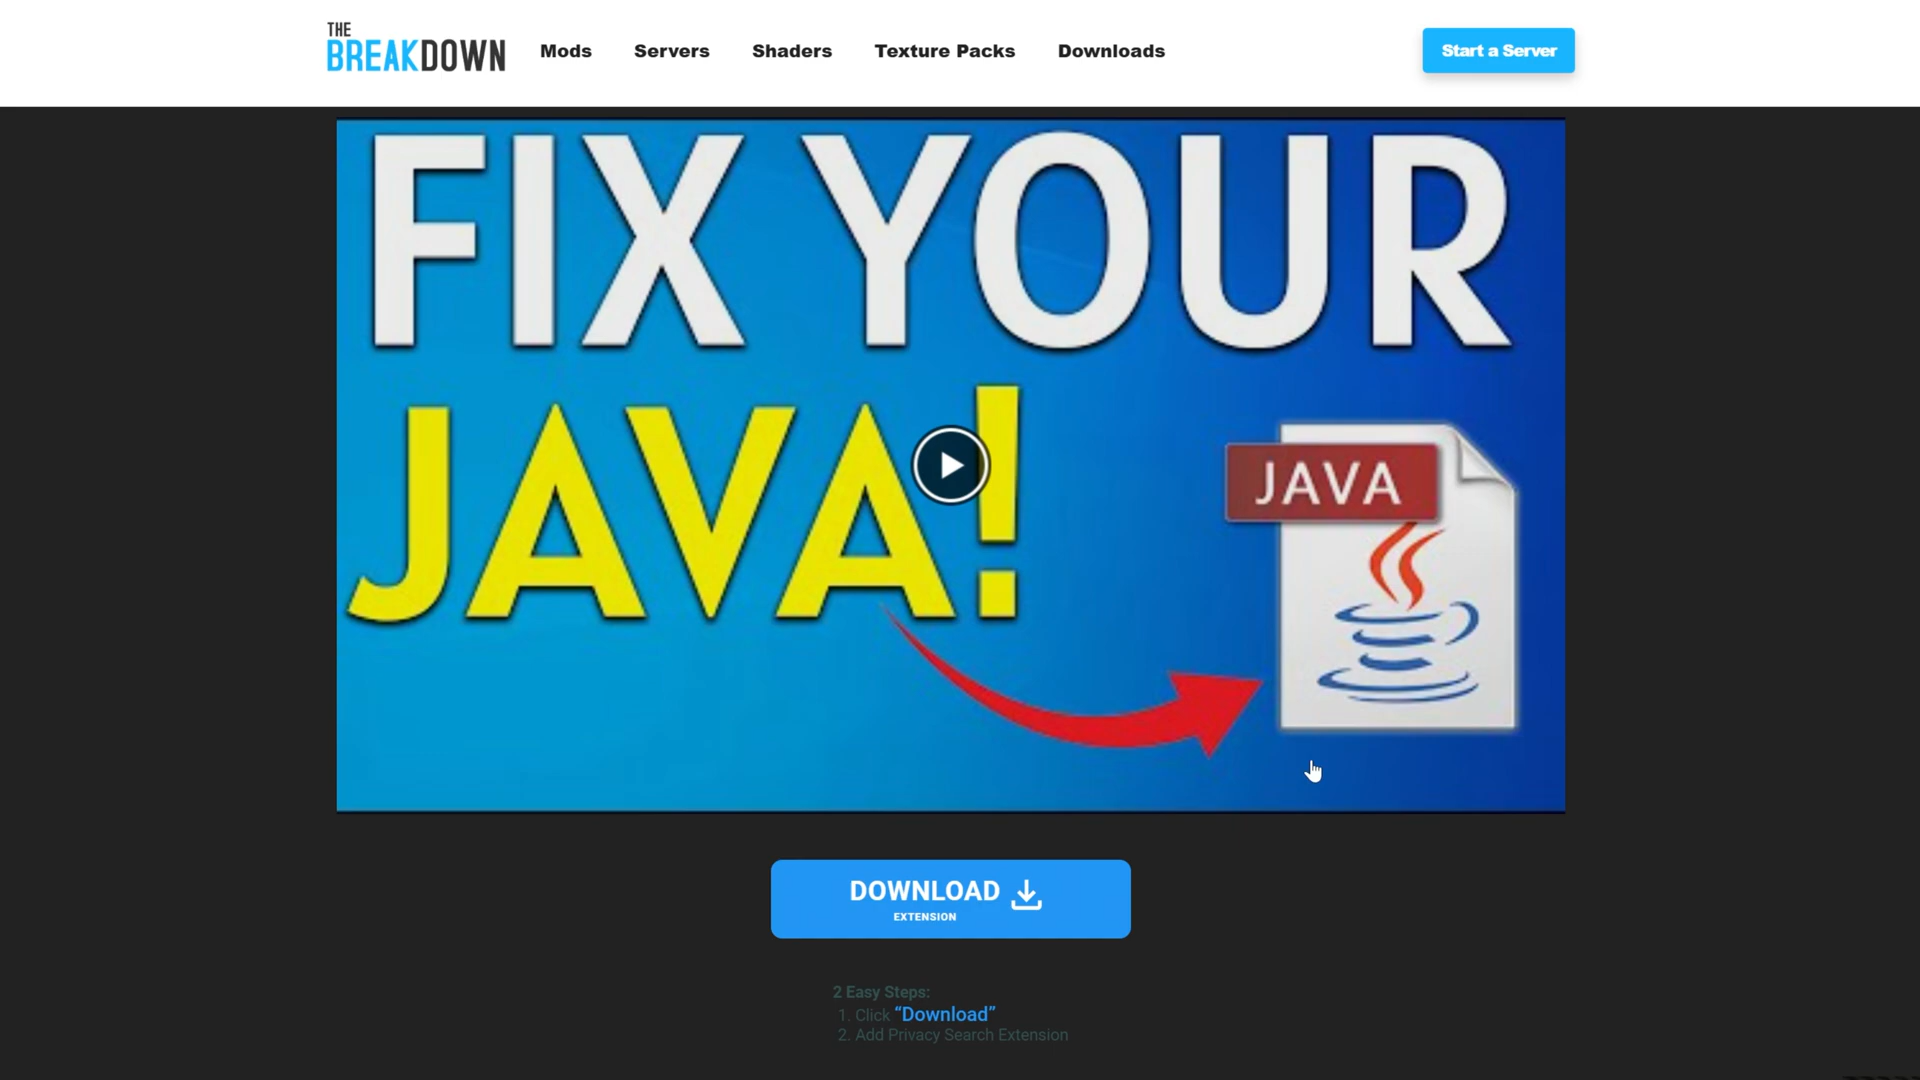 THE
BREAKDOWN
Mods
Servers
Shaders
Texture Packs
Downloads
Start a Server
FIX YOUR
JAVA!
JAVA
DOWNLOAD
EXTENSION
2 Easy Steps:
1. Click “Download”
2. Add Privacy Search Extension